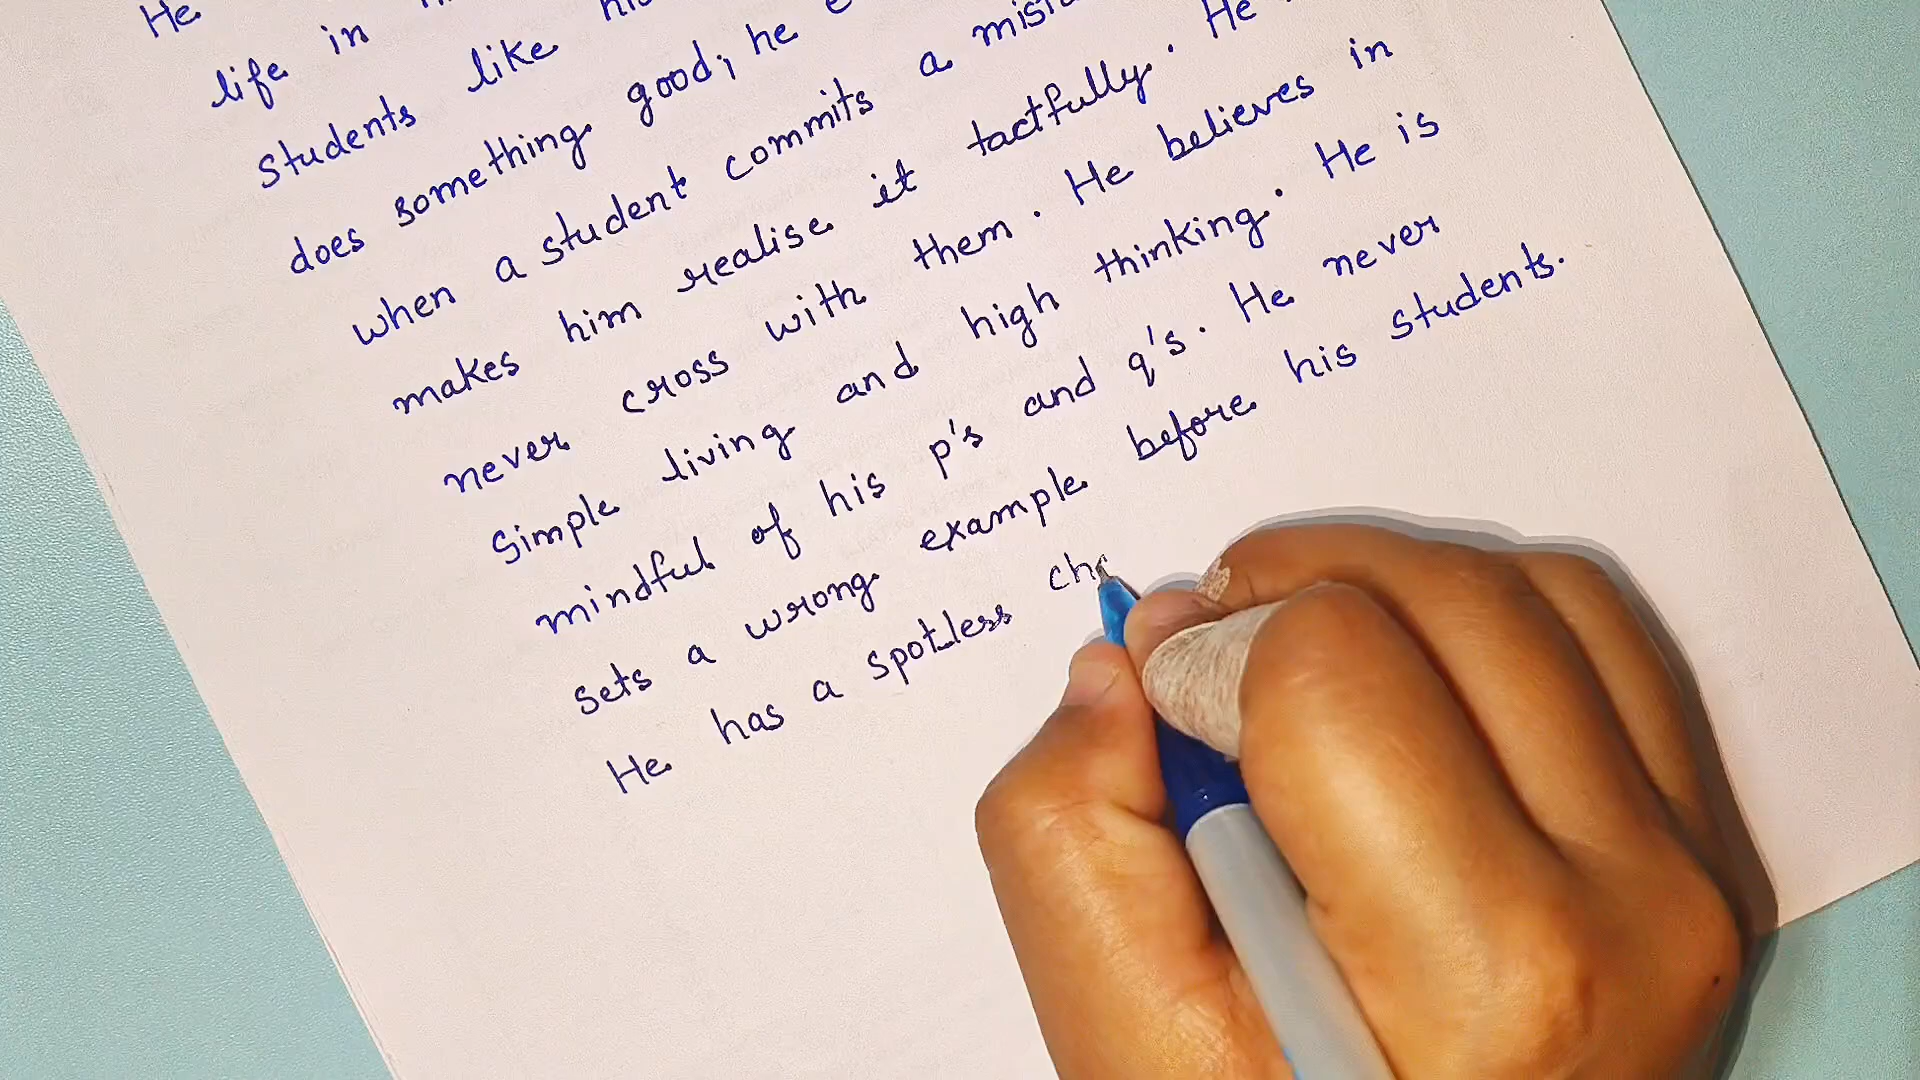 He
life in
students like
does something good, he
when a student commits a
makes him realise it tactfully. He
never cross with them. He believes in
simple living and high thinking. He is
mindful of his p's and q's. He never
sets a wrong example before his students.
He has a spotless